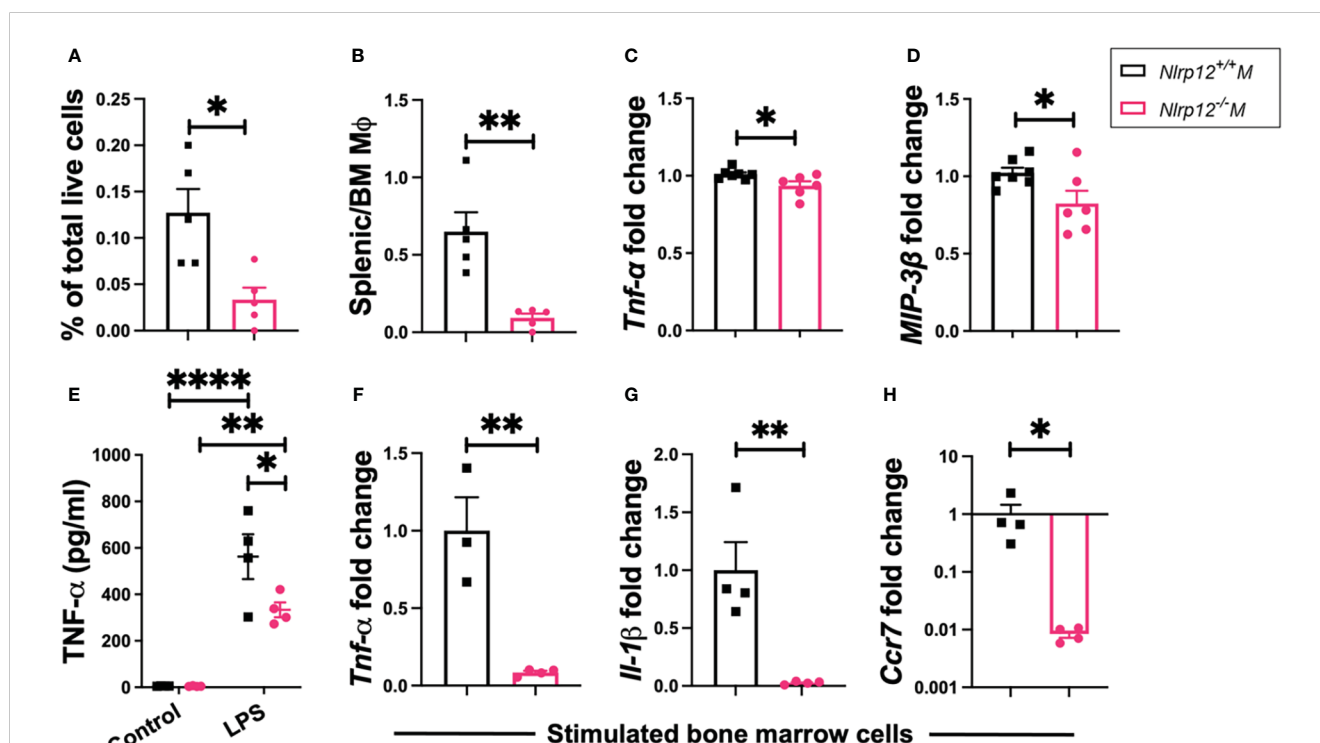 A
B
C
D
Nlrp12+/+M
Nlrp12-/-M
% of total live cells
0.25
0.20
0.15
0.10
0.05
0.00
*
Splenic/BM Mϕ
1.5
1.0
0.5
0.0
**
Tnf-α fold change
1.5
1.0
0.5
0.0
*
MIP-3β fold change
1.5
1.0
0.5
0.0
*
E
F
G
H
TNF-α (pg/ml)
1000
800
600
400
200
0
****
**
*
Control
LPS
Tnf-α fold change
1.5
1.0
0.5
0.0
**
Il-1β fold change
2.0
1.5
1.0
0.5
0.0
**
Ccr7 fold change
10
1
0.1
0.01
0.001
*
Stimulated bone marrow cells